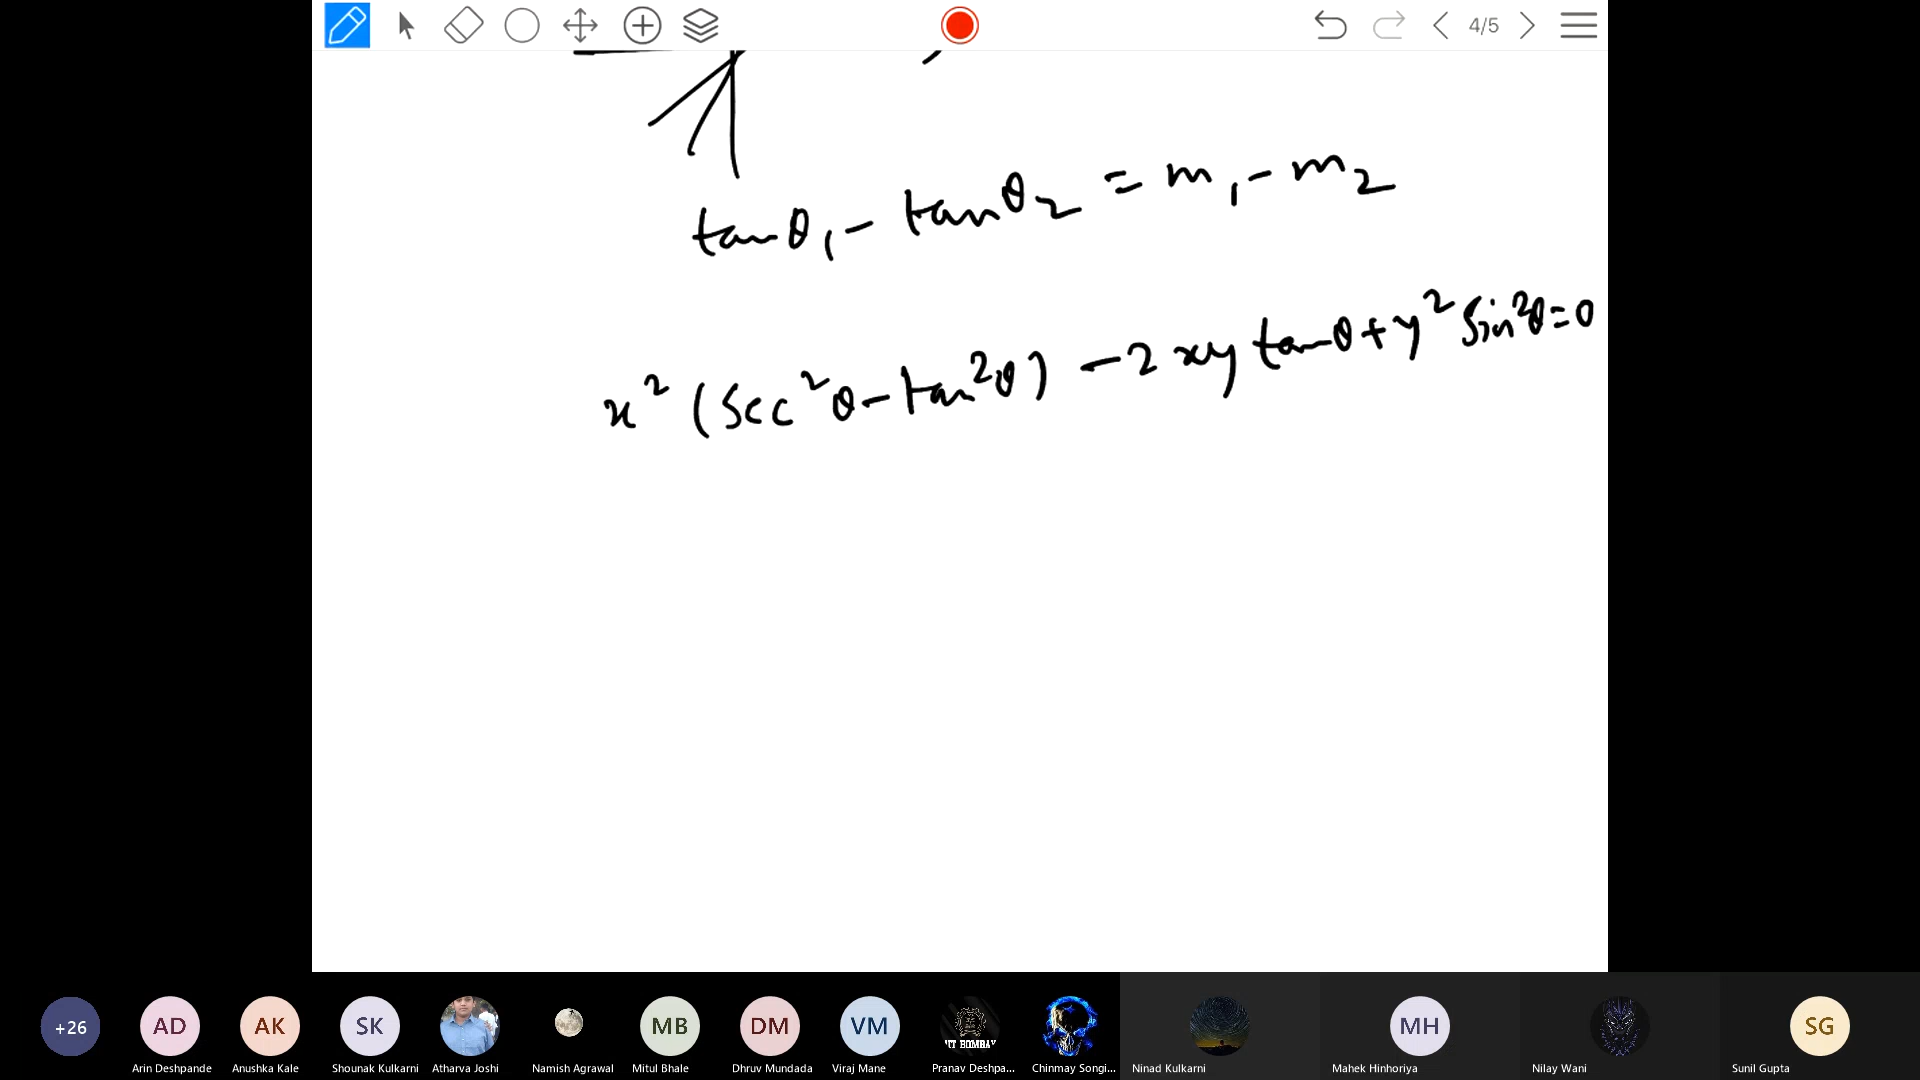 4/5
tanθ₁ - tanθ₂ = m₁ - m₂
x² (sec²θ - tan²θ) - 2xy tanθ + y² sin²θ = 0
+26
AD
AK
SK
MB
DM
VM
IIT BOMBAY
MH
SG
Arin Deshpande
Anushka Kale
Shounak Kulkarni
Atharva Joshi
Namish Agrawal
Mitul Bhale
Dhruv Mundada
Viraj Mane
Pranav Deshpa...
Chinmay Songi...
Ninad Kulkarni
Mahek Hinhoriya
Nilay Wani
Sunil Gupta